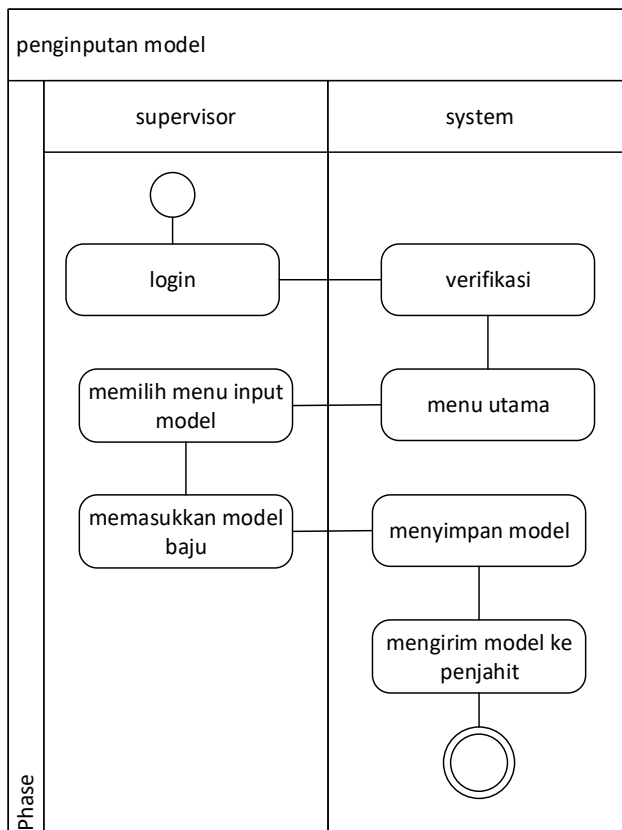 penginputan model
supervisor
system
login
verifikasi
memilih menu input
model
menu utama
memasukkan model
baju
menyimpan model
mengirim model ke
penjahit
Phase